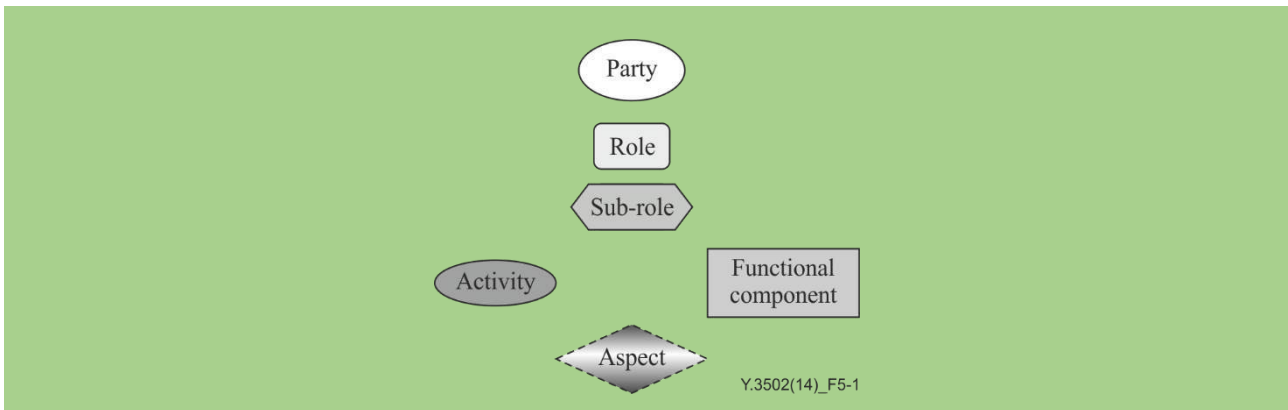 Party
Role
Sub-role
Activity
Functional
component
Aspect
Y.3502(14)_F5-1